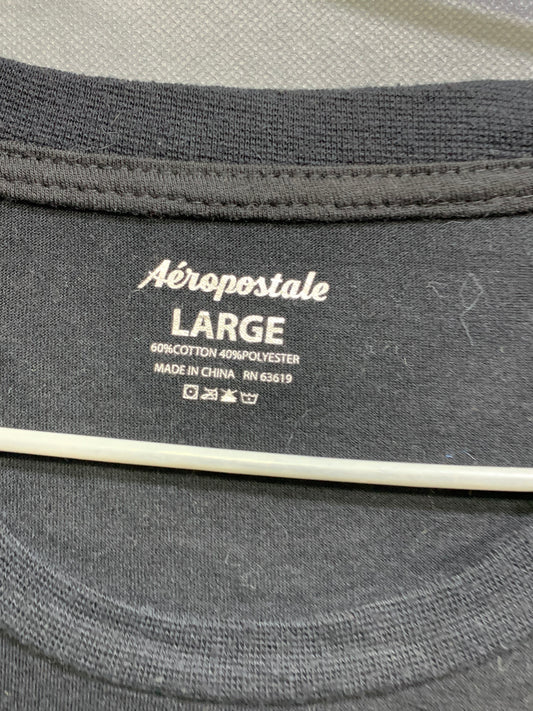 Aéropostale
LARGE
60%COTTON 40%POLYESTER
MADE IN CHINA RN 63619